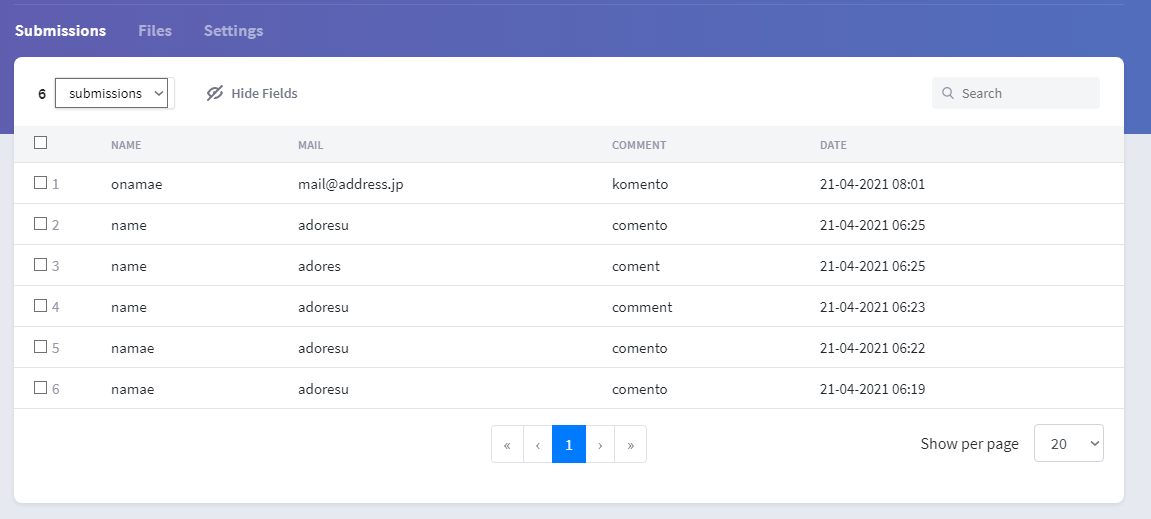 Submissions Files Settings
6 submissions Hide Fields Search
NAME MAIL COMMENT DATE
1 onamae mail@address.jp komento 21-04-2021 08:01
2 name adoresu comento 21-04-2021 06:25
3 name adores coment 21-04-2021 06:25
4 name adoresu comment 21-04-2021 06:23
5 namae adoresu comento 21-04-2021 06:22
6 namae adoresu comento 21-04-2021 06:19
« ‹ 1 › » Show per page 20